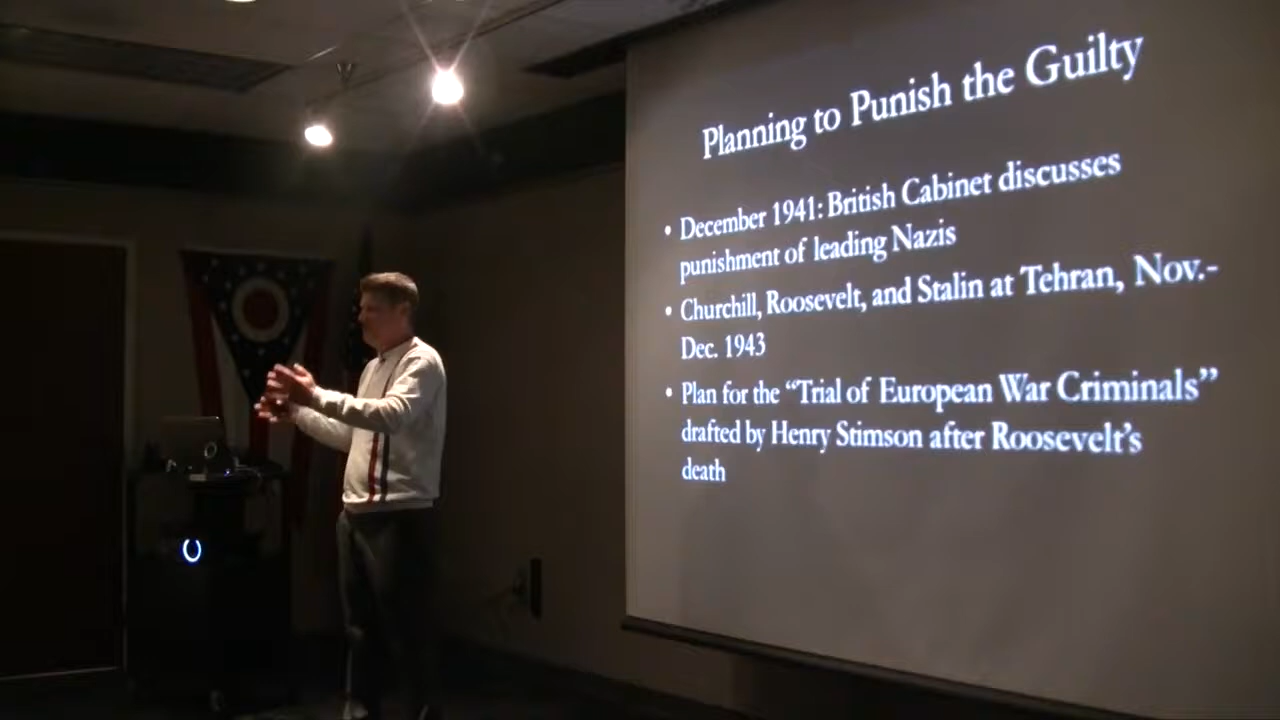 Planning to Punish the Guilty
• December 1941: British Cabinet discusses
punishment of leading Nazis
• Churchill, Roosevelt, and Stalin at Tehran, Nov.-
Dec. 1943
• Plan for the “Trial of European War Criminals”
drafted by Henry Stimson after Roosevelt’s
death